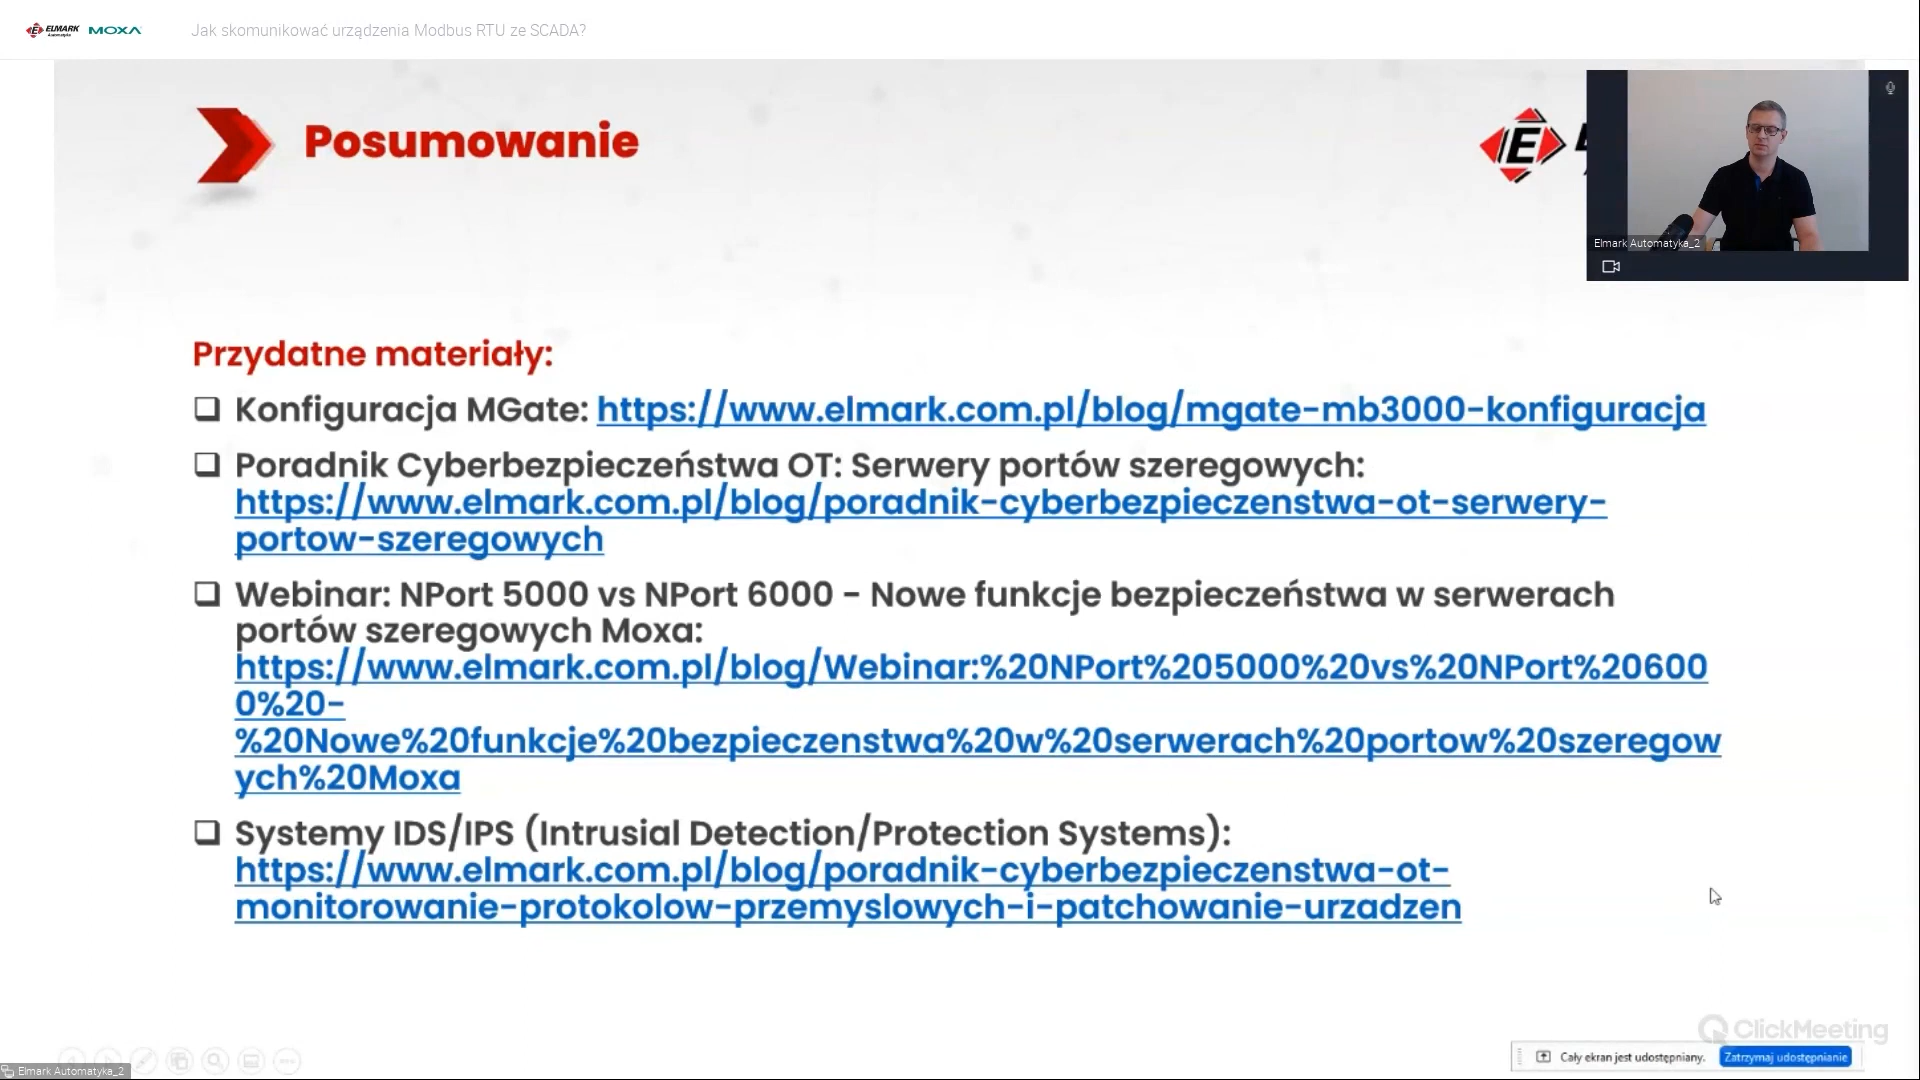 ELMARK
Automatyka
MOXA
Jak skomunikować urządzenia Modbus RTU ze SCADA?
Posumowanie
E
Elmark Automatyka_2
Przydatne materiały:
Konfiguracja MGate: https://www.elmark.com.pl/blog/mgate-mb3000-konfiguracja
Poradnik Cyberbezpieczeństwa OT: Serwery portów szeregowych:
https://www.elmark.com.pl/blog/poradnik-cyberbezpieczenstwa-ot-serwery-
portow-szeregowych
Webinar: NPort 5000 vs NPort 6000 - Nowe funkcje bezpieczeństwa w serwerach
portów szeregowych Moxa:
https://www.elmark.com.pl/blog/Webinar:%20NPort%205000%20vs%20NPort%20600
0%20-
%20Nowe%20funkcje%20bezpieczenstwa%20w%20serwerach%20portow%20szeregow
ych%20Moxa
Systemy IDS/IPS (Intrusial Detection/Protection Systems):
https://www.elmark.com.pl/blog/poradnik-cyberbezpieczenstwa-ot-
monitorowanie-protokolow-przemyslowych-i-patchowanie-urzadzen
ClickMeeting
Cały ekran jest udostępniany.
Zatrzymaj udostępnianie
Elmark Automatyka_2